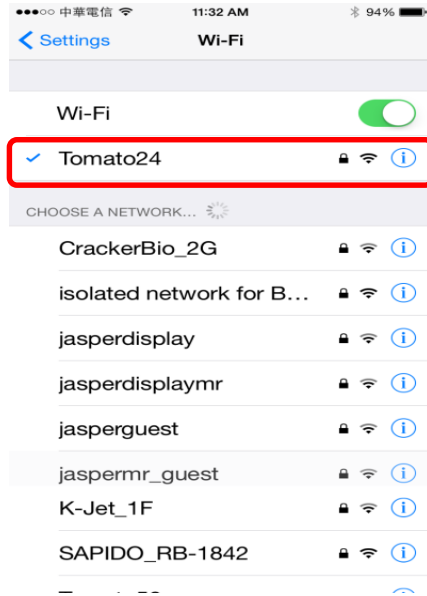 中華電信 11:32 AM 94%
Settings Wi-Fi
Wi-Fi
Tomato24
CHOOSE A NETWORK...
CrackerBio_2G
isolated network for B...
jasperdisplay
jasperdisplaymr
jasperguest
jaspermr_guest
K-Jet_1F
SAPIDO_RB-1842